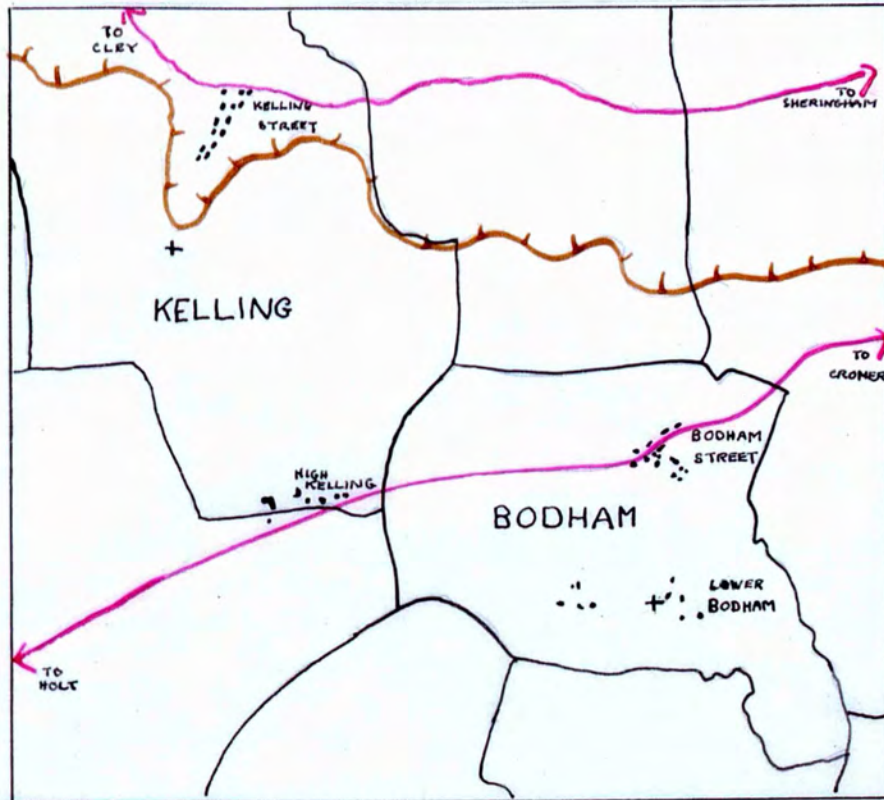 TO
CLEY
KELLING
STREET
TO
SHERINGHAM
KELLING
TO
CROMER
BODHAM
STREET
HIGH
KELLING
BODHAM
LOWER
BODHAM
TO
HOLT